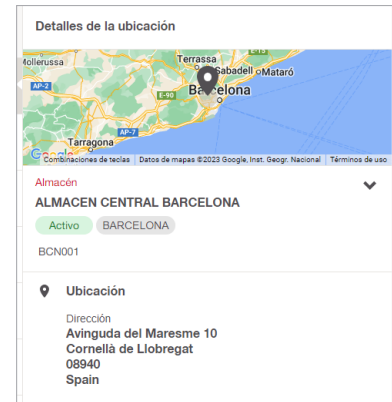 Detalles de la ubicación
Mollerussa
Terrassa
E-15
Sabadell
Mataró
AP-2
E-90
Barcelona
AP-7
Tarragona
Google
Combinaciones de teclas
Datos de mapas ©2023 Google, Inst. Geogr. Nacional
Términos de uso
Almacén
ALMACEN CENTRAL BARCELONA
Activo BARCELONA
BCN001
Ubicación
Dirección
Avinguda del Maresme 10
Cornellà de Llobregat
08940
Spain